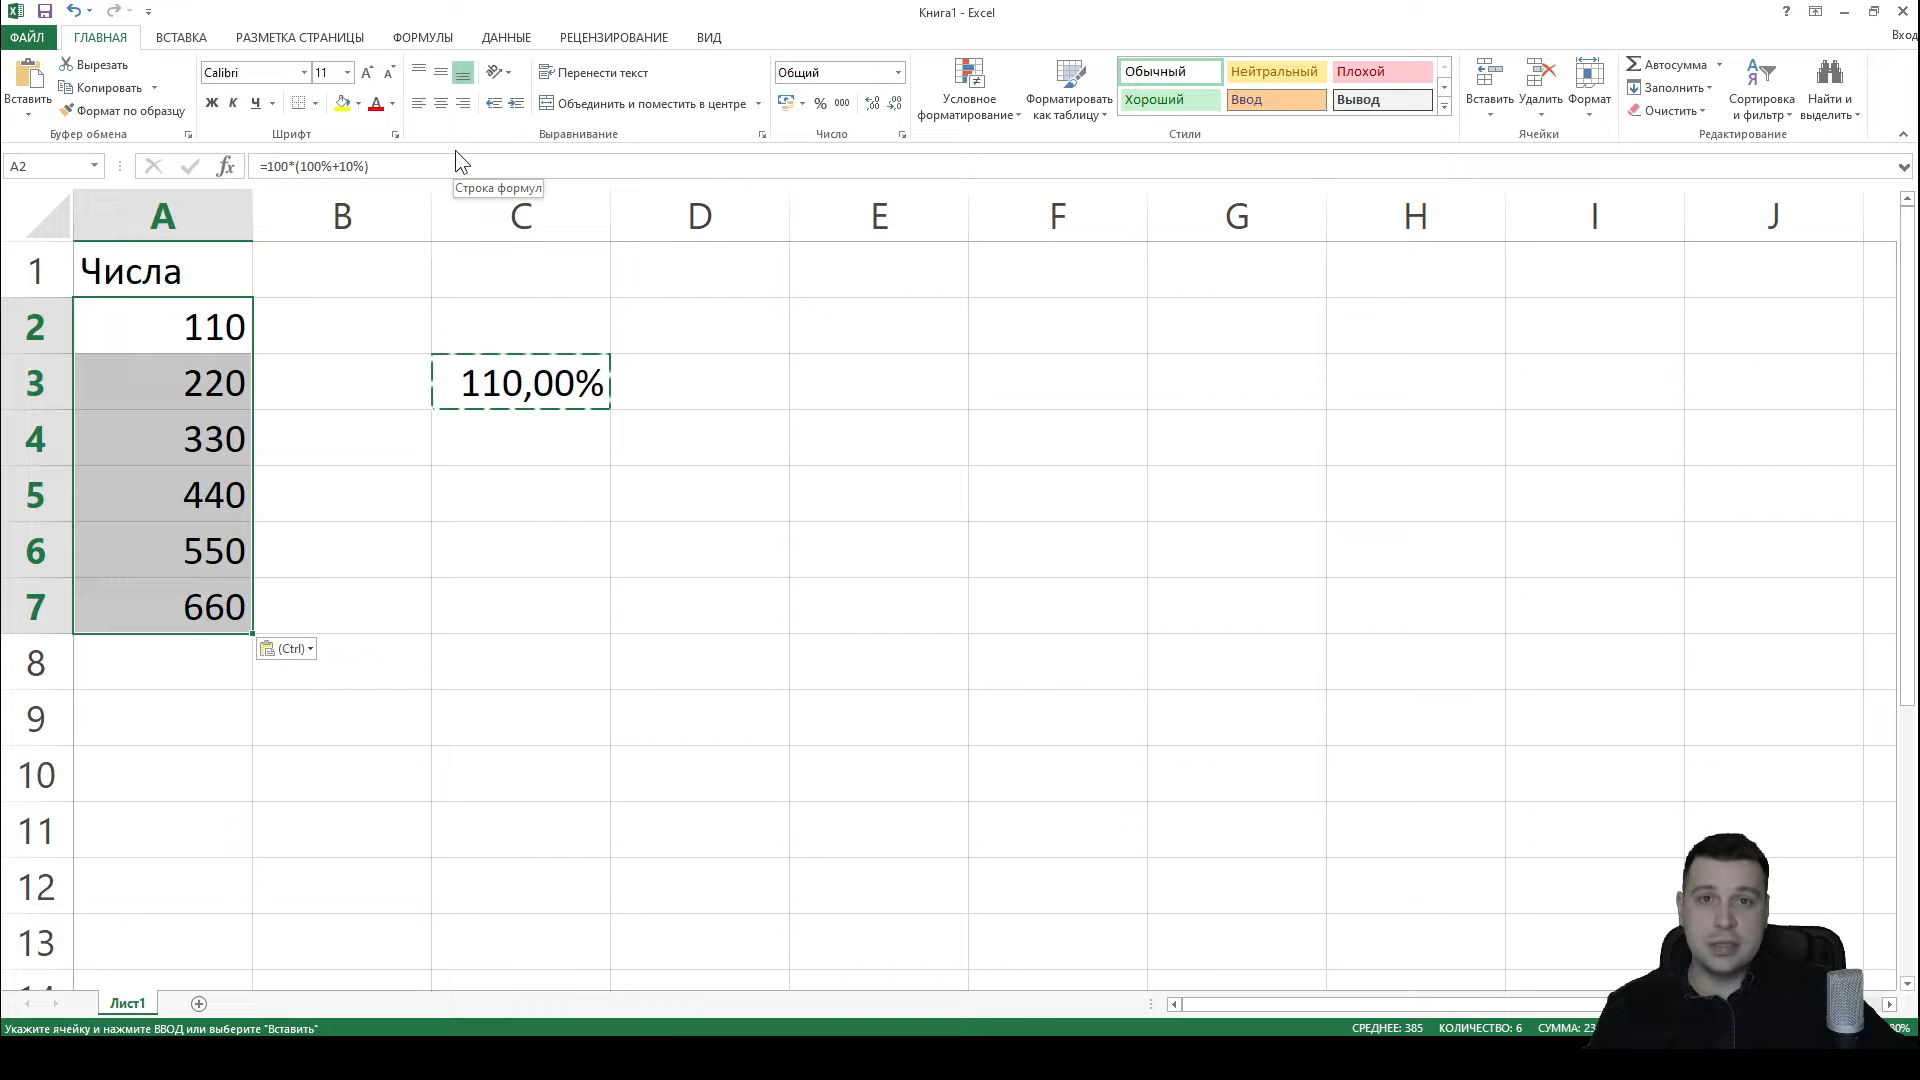 Книга1 - Excel
?
Вход
ФАЙЛ ГЛАВНАЯ ВСТАВКА РАЗМЕТКА СТРАНИЦЫ ФОРМУЛЫ ДАННЫЕ РЕЦЕНЗИРОВАНИЕ ВИД
Вставить
Вырезать
Копировать
Формат по образцу
Буфер обмена
Calibri 11
Ж К Ч
Шрифт
Перенести текст
Объединить и поместить в центре
Выравнивание
Общий
% 000
Число
Условное
форматирование
Форматировать
как таблицу
Обычный Нейтральный Плохой
Хороший Ввод Вывод
Стили
Вставить Удалить Формат
Ячейки
Автосумма
Заполнить
Очистить
Сортировка
и фильтр
Найти и
выделить
Редактирование
A2 fx =100*(100%+10%)
Строка формул
A B C D E F G H I J
1 Числа
2 110
3 220 110,00%
4 330
5 440
6 550
7 660
(Ctrl)
8
9
10
11
12
13
Лист1
Укажите ячейку и нажмите ВВОД или выберите "Вставить" СРЕДНЕЕ: 385 КОЛИЧЕСТВО: 6 СУММА: 23